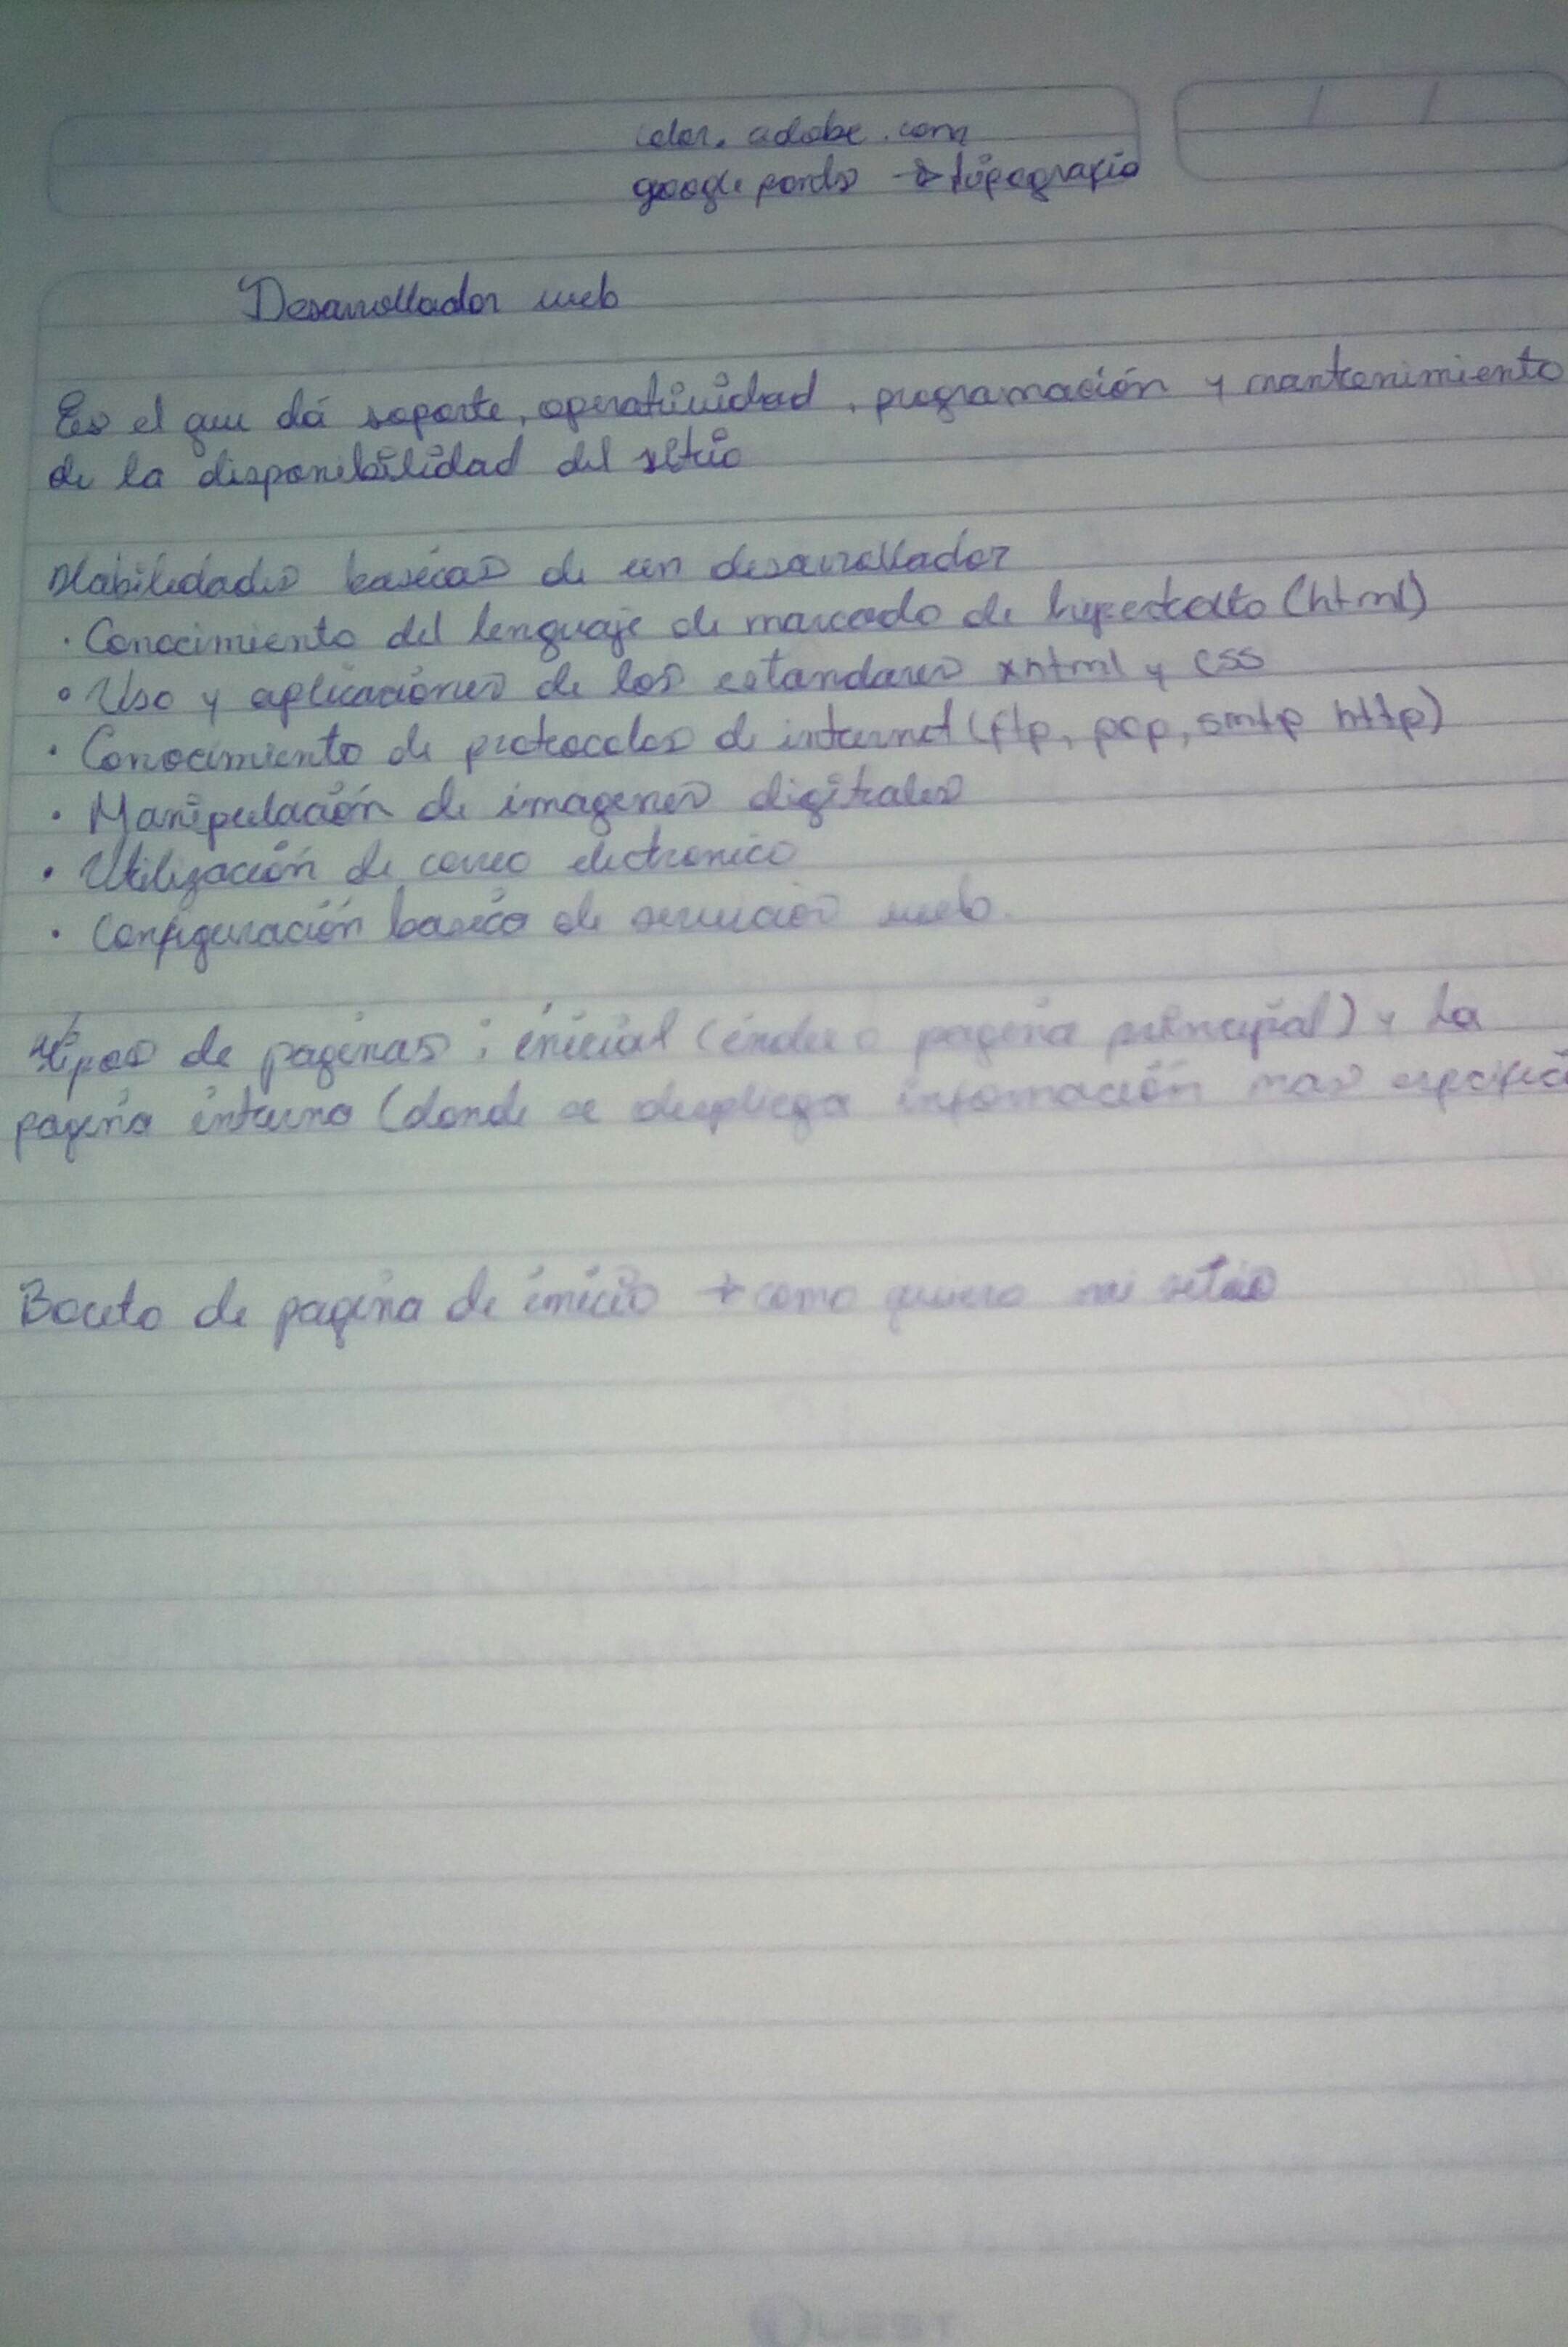 color.adobe.com
google fonds → tipografia
Desarrollador web
Es el que dá soporte, operatividad, programación y mantenimiento
de la disponibilidad del sitio
Habilidades basicas de un desarrollador
· Conocimiento del lenguaje de marcado de hipertexto (html)
· Uso y aplicaciones de los estandares xhtml y css
· Conocimiento de protocolos de internet (ftp, pop, smtp http)
· Manipulación de imagenes digitales
· Utilización de correo electronico
· Configuración basica de servicios web.
tipos de paginas: inicial (index o pagina principal) y la
pagina interna (donde se despliega información mas especifica
Boceto de pagina de inicio → como quiero mi sitio
QUEST